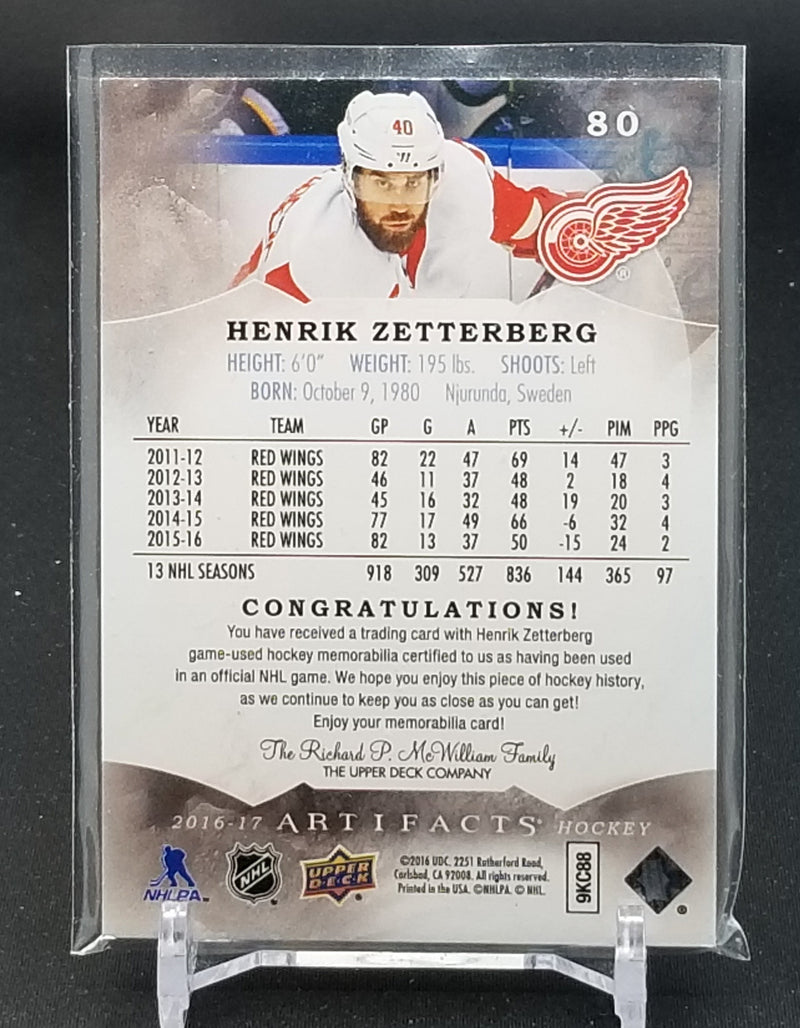 80
40
HENRIK ZETTERBERG
HEIGHT: 6'0" WEIGHT: 195 lbs. SHOOTS: Left
BORN: October 9, 1980 Njurunda, Sweden
YEAR TEAM GP G A PTS +/- PIM PPG
2011-12 RED WINGS 82 22 47 69 14 47 3
2012-13 RED WINGS 46 11 37 48 2 18 4
2013-14 RED WINGS 45 16 32 48 19 20 3
2014-15 RED WINGS 77 17 49 66 -6 32 4
2015-16 RED WINGS 82 13 37 50 -15 24 2
13 NHL SEASONS 918 309 527 836 144 365 97
CONGRATULATIONS!
You have received a trading card with Henrik Zetterberg
game-used hockey memorabilia certified to us as having been used
in an official NHL game. We hope you enjoy this piece of hockey history,
as we continue to keep you as close as you can get!
Enjoy your memorabilia card!
The Richard P. McWilliam Family
THE UPPER DECK COMPANY
2016-17 ARTIFACTS HOCKEY
NHLPA
NHL
UPPER
DECK
©2016 UDC. 2251 Rutherford Road,
Carlsbad, CA 92008. All rights reserved.
Printed in the USA. ©NHLPA. © NHL.
9KC88